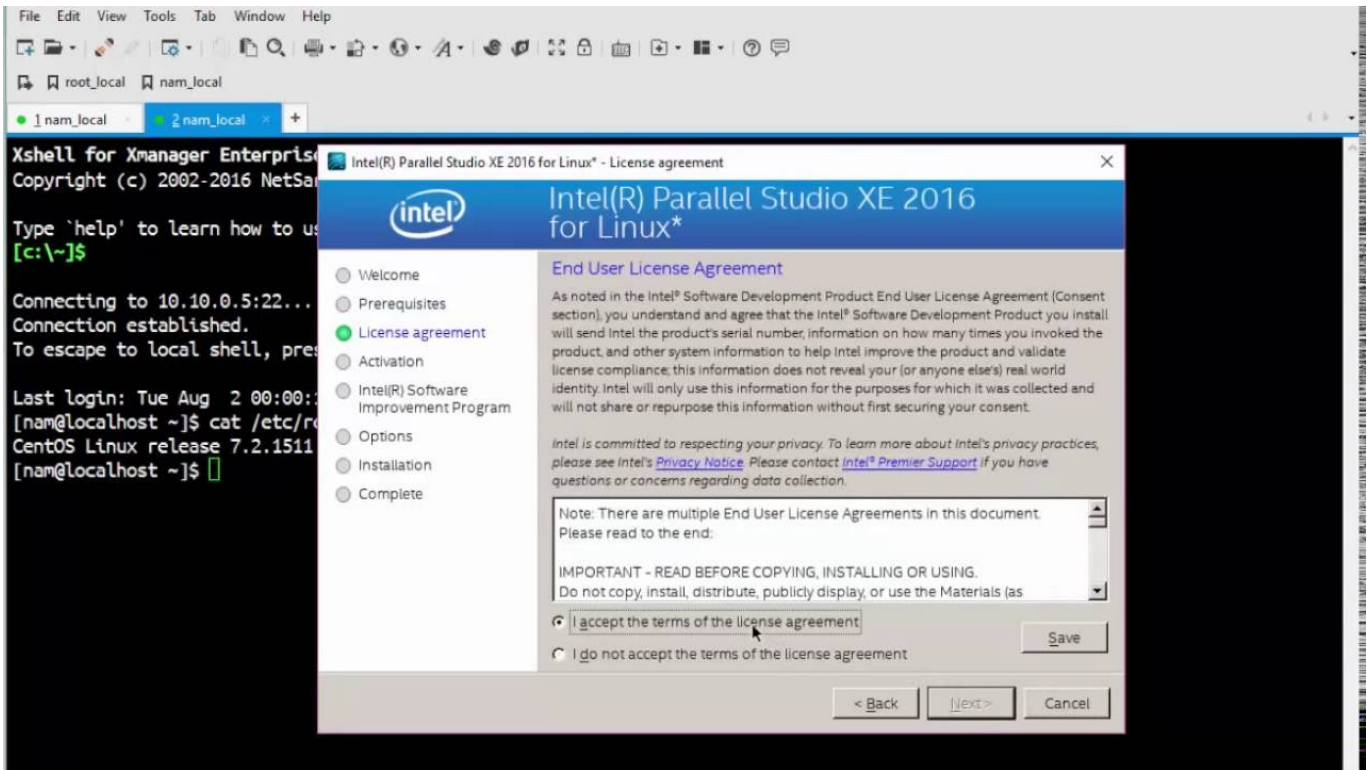 File Edit View Tools Tab Window Help
root_local nam_local
1 nam_local 2 nam_local
Xshell for Xmanager Enterpris
Copyright (c) 2002-2016 NetSa
Type `help' to learn how to u
[c:\~]$
Connecting to 10.10.0.5:22...
Connection established.
To escape to local shell, pre
Last login: Tue Aug 2 00:00:
[nam@localhost ~]$ cat /etc/r
CentOS Linux release 7.2.1511
[nam@localhost ~]$
Intel(R) Parallel Studio XE 2016 for Linux* - License agreement
intel
Intel(R) Parallel Studio XE 2016
for Linux*
Welcome
Prerequisites
License agreement
Activation
Intel(R) Software
Improvement Program
Options
Installation
Complete
End User License Agreement
As noted in the Intel® Software Development Product End User License Agreement (Consent
section), you understand and agree that the Intel® Software Development Product you install
will send Intel the product's serial number, information on how many times you invoked the
product, and other system information to help Intel improve the product and validate
license compliance; this information does not reveal your (or anyone else's) real world
identity. Intel will only use this information for the purposes for which it was collected and
will not share or repurpose this information without first securing your consent.
Intel is committed to respecting your privacy. To learn more about Intel's privacy practices,
please see Intel's Privacy Notice. Please contact Intel® Premier Support if you have
questions or concerns regarding data collection.
Note: There are multiple End User License Agreements in this document.
Please read to the end:
IMPORTANT - READ BEFORE COPYING, INSTALLING OR USING.
Do not copy, install, distribute, publicly display, or use the Materials (as
I accept the terms of the license agreement
I do not accept the terms of the license agreement
Save
< Back Next > Cancel